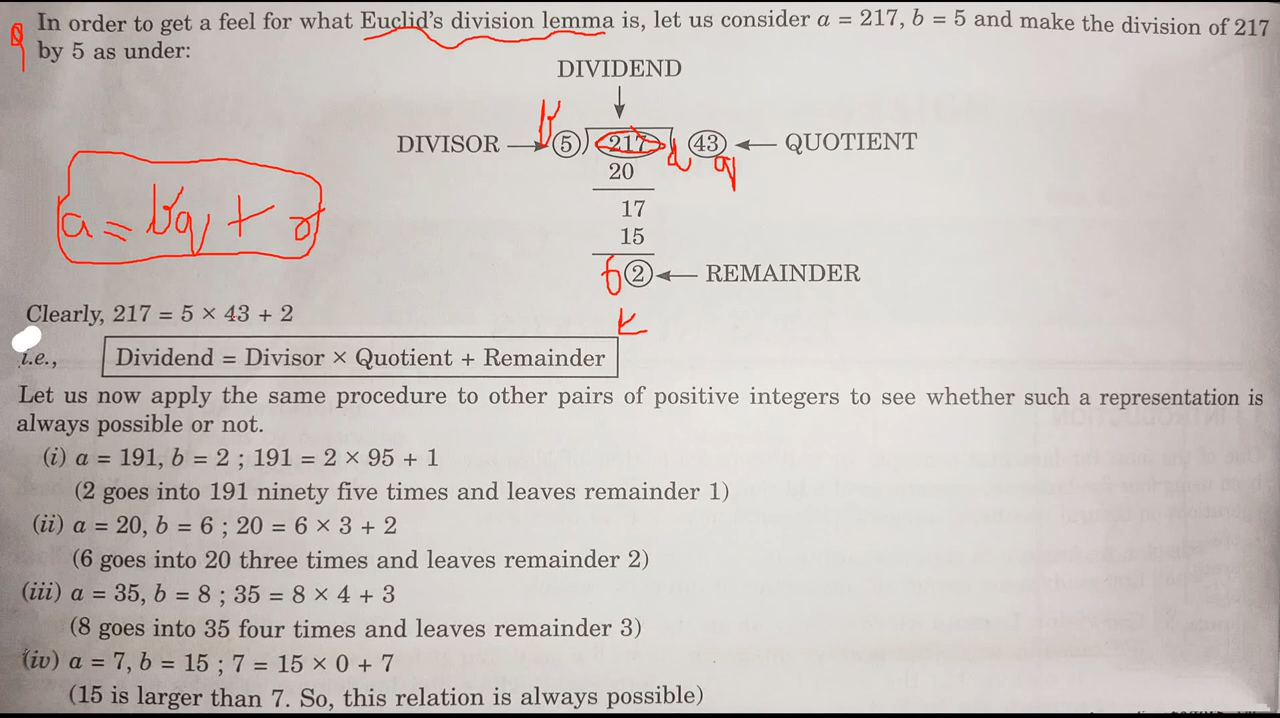 In order to get a feel for what Euclid's division lemma is, let us consider a = 217, b = 5 and make the division of 217
by 5 as under:
DIVIDEND
DIVISOR 5) 217 ( 43 QUOTIENT
b a q
20
17
15
2 REMAINDER
a = bq + r
Clearly, 217 = 5 × 43 + 2
i.e., Dividend = Divisor × Quotient + Remainder
Let us now apply the same procedure to other pairs of positive integers to see whether such a representation is
always possible or not.
(i) a = 191, b = 2 ; 191 = 2 × 95 + 1
(2 goes into 191 ninety five times and leaves remainder 1)
(ii) a = 20, b = 6 ; 20 = 6 × 3 + 2
(6 goes into 20 three times and leaves remainder 2)
(iii) a = 35, b = 8 ; 35 = 8 × 4 + 3
(8 goes into 35 four times and leaves remainder 3)
(iv) a = 7, b = 15 ; 7 = 15 × 0 + 7
(15 is larger than 7. So, this relation is always possible)